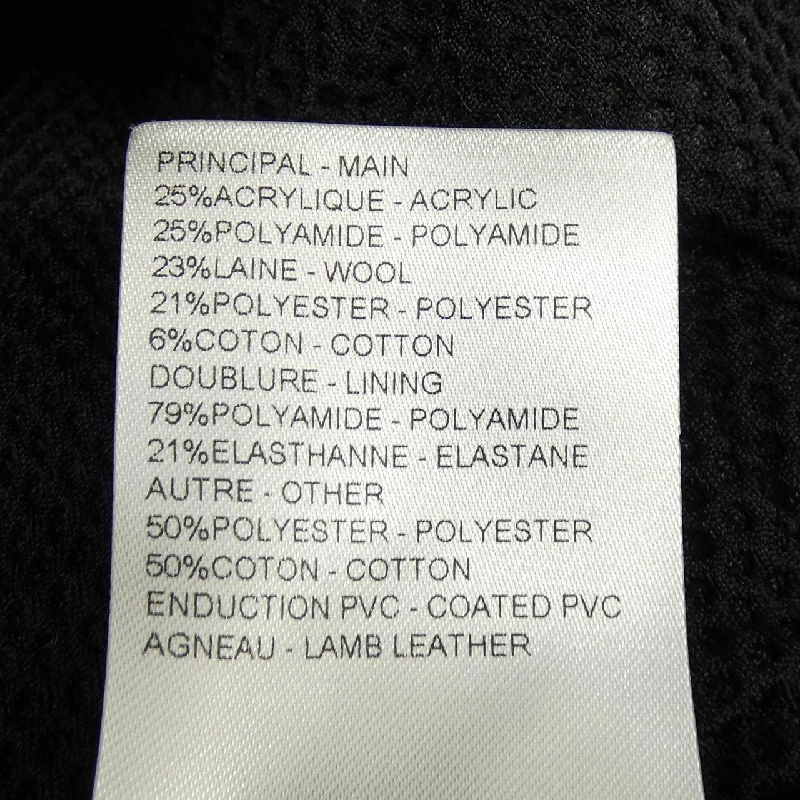 PRINCIPAL - MAIN
25%ACRYLIQUE - ACRYLIC
25%POLYAMIDE - POLYAMIDE
23%LAINE - WOOL
21%POLYESTER - POLYESTER
6%COTON - COTTON
DOUBLURE - LINING
79%POLYAMIDE - POLYAMIDE
21%ELASTHANNE - ELASTANE
AUTRE - OTHER
50%POLYESTER - POLYESTER
50%COTON - COTTON
ENDUCTION PVC - COATED PVC
AGNEAU - LAMB LEATHER